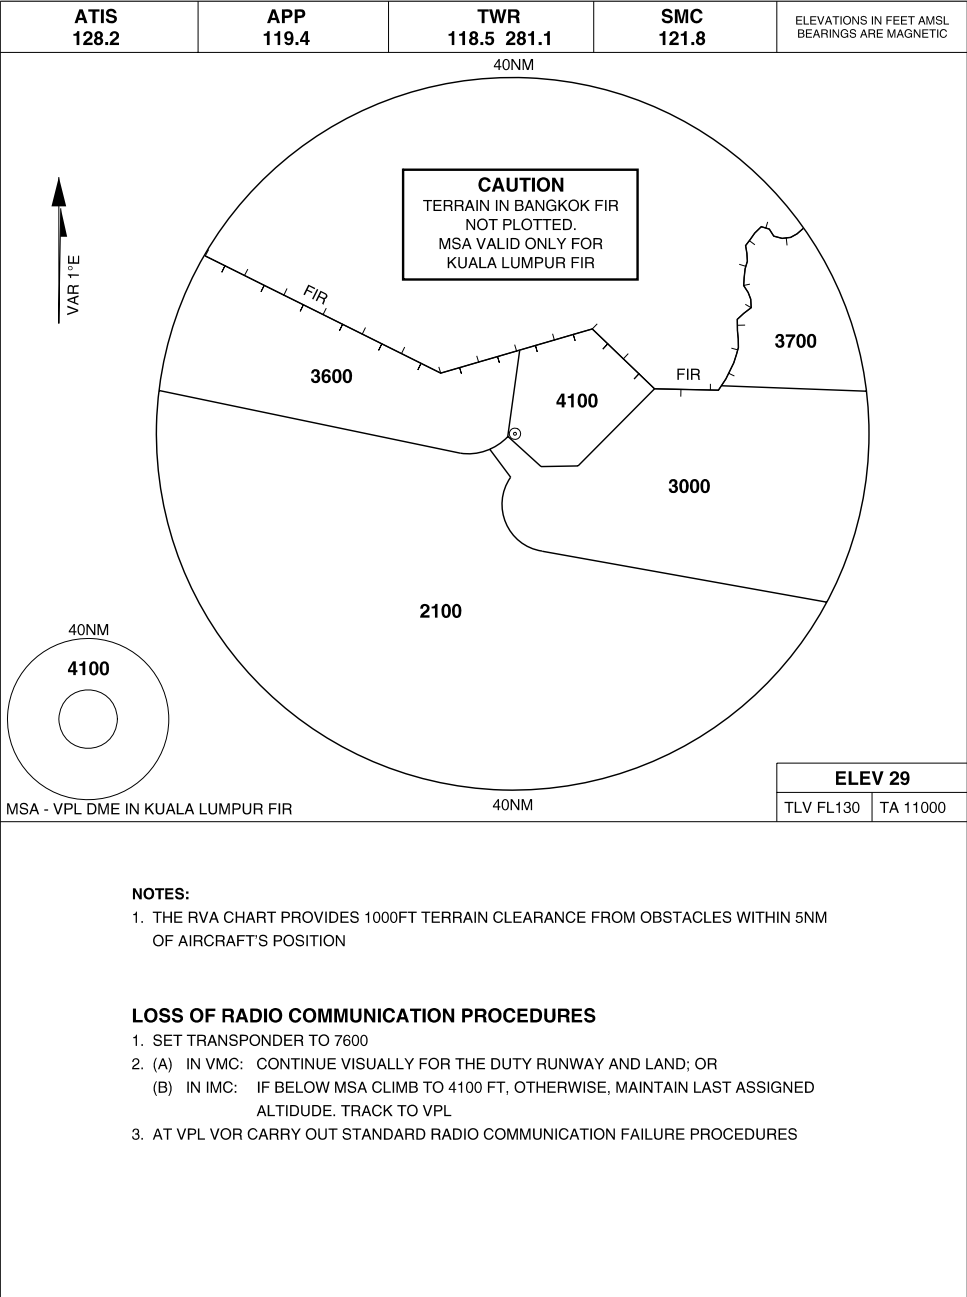 ATIS
128.2
APP
119.4
TWR
118.5 281.1
SMC
121.8
ELEVATIONS IN FEET AMSL
BEARINGS ARE MAGNETIC
40NM
CAUTION
TERRAIN IN BANGKOK FIR
NOT PLOTTED.
MSA VALID ONLY FOR
KUALA LUMPUR FIR
VAR 1°E
FIR
3700
3600
FIR
4100
3000
2100
40NM
4100
MSA - VPL DME IN KUALA LUMPUR FIR
40NM
ELEV 29
TLV FL130
TA 11000
NOTES:
1. THE RVA CHART PROVIDES 1000FT TERRAIN CLEARANCE FROM OBSTACLES WITHIN 5NM
OF AIRCRAFT'S POSITION
LOSS OF RADIO COMMUNICATION PROCEDURES
1. SET TRANSPONDER TO 7600
2. (A) IN VMC: CONTINUE VISUALLY FOR THE DUTY RUNWAY AND LAND; OR
(B) IN IMC: IF BELOW MSA CLIMB TO 4100 FT, OTHERWISE, MAINTAIN LAST ASSIGNED
ALTIDUDE. TRACK TO VPL
3. AT VPL VOR CARRY OUT STANDARD RADIO COMMUNICATION FAILURE PROCEDURES